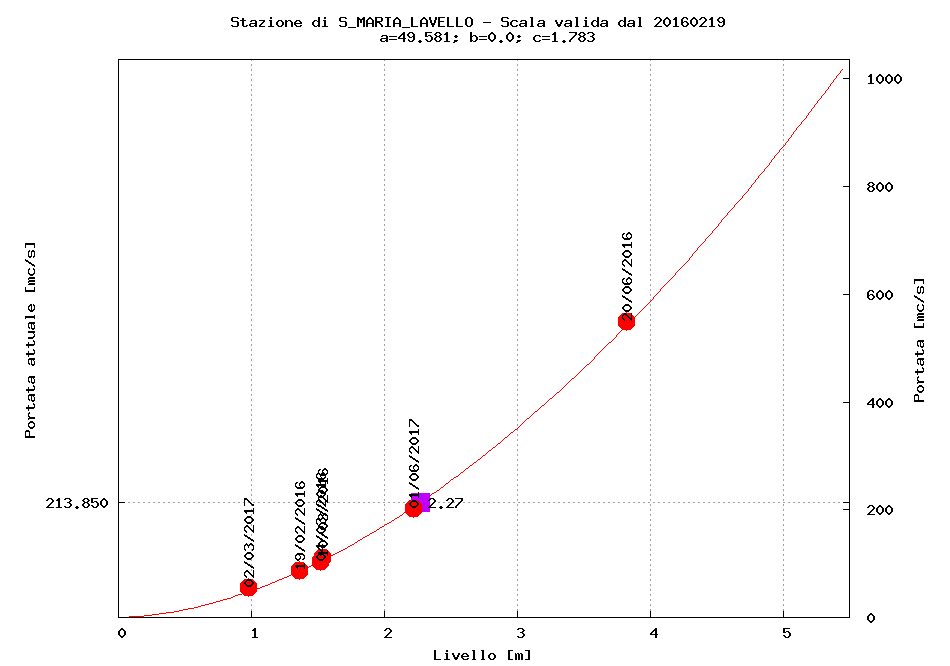 Stazione di S_MARIA_LAVELLO - Scala valida dal 20160219
a=49.581; b=0.0; c=1.783
1000
800
600
400
200
0
Portata [mc/s]
Portata attuale [mc/s]
213.850
2.27
20/06/2016
01/06/2017
19/02/2016
02/03/2017
0 1 2 3 4 5
Livello [m]